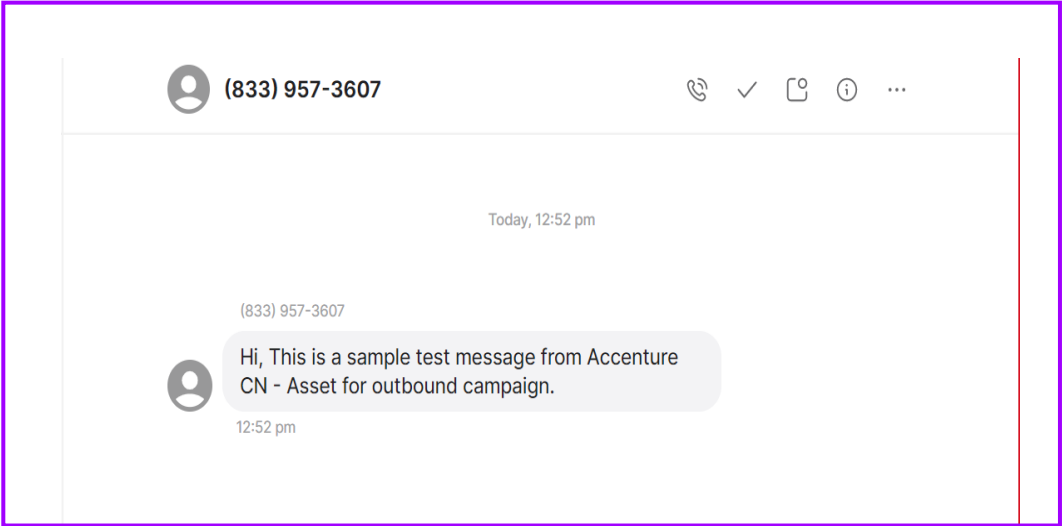 (833) 957-3607
Today, 12:52 pm
(833) 957-3607
Hi, This is a sample test message from Accenture
CN - Asset for outbound campaign.
12:52 pm